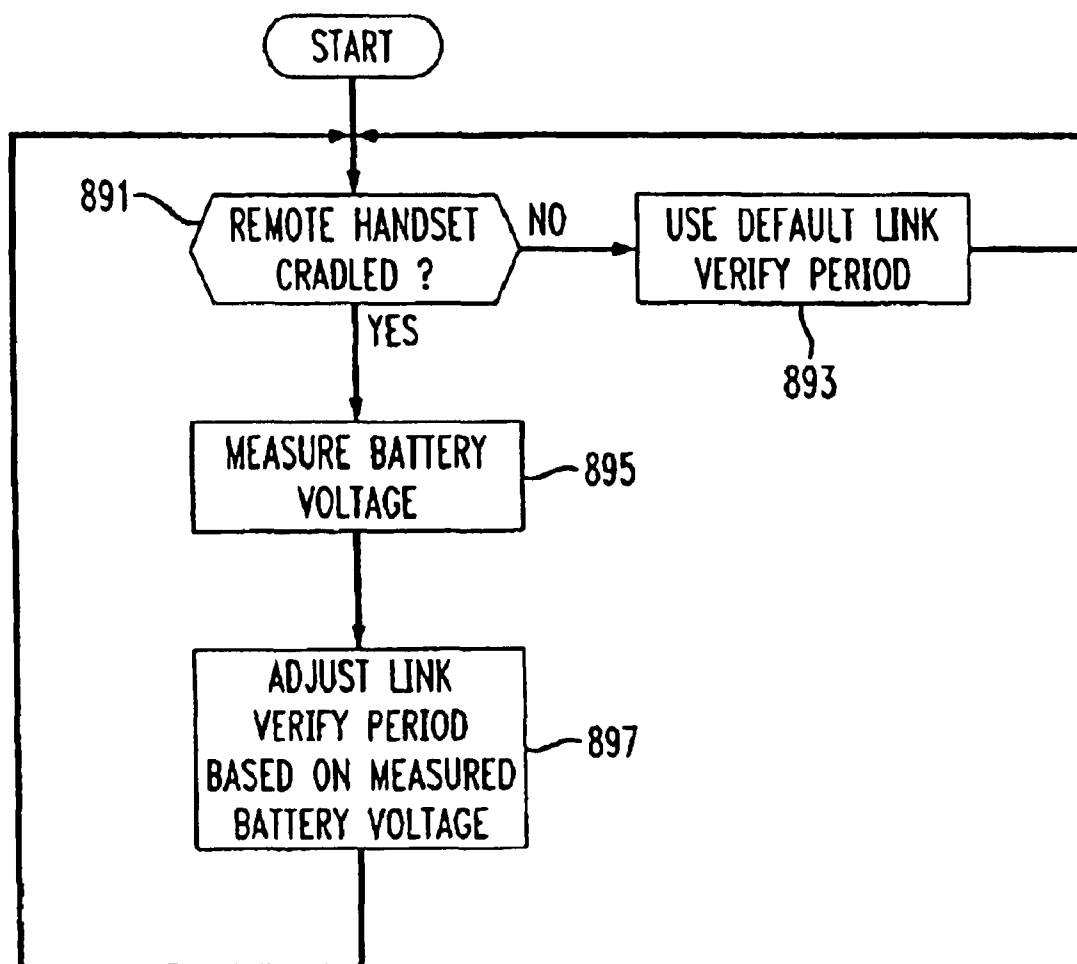 START
891
REMOTE HANDSET
CRADLED ?
NO
USE DEFAULT LINK
VERIFY PERIOD
893
YES
MEASURE BATTERY
VOLTAGE
895
ADJUST LINK
VERIFY PERIOD
BASED ON MEASURED
BATTERY VOLTAGE
897